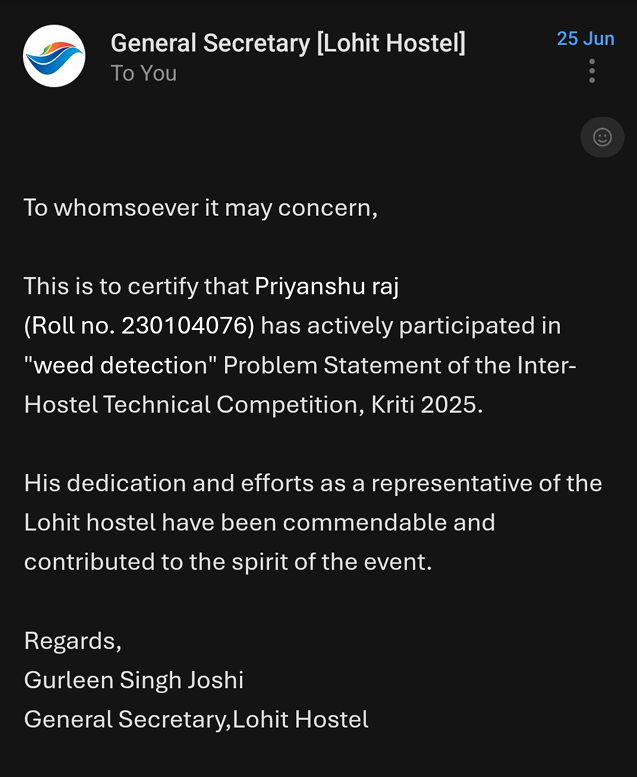 General Secretary [Lohit Hostel]
25 Jun
To You
To whomsoever it may concern,
This is to certify that Priyanshu raj
(Roll no. 230104076) has actively participated in
"weed detection" Problem Statement of the Inter-
Hostel Technical Competition, Kriti 2025.
His dedication and efforts as a representative of the
Lohit hostel have been commendable and
contributed to the spirit of the event.
Regards,
Gurleen Singh Joshi
General Secretary,Lohit Hostel